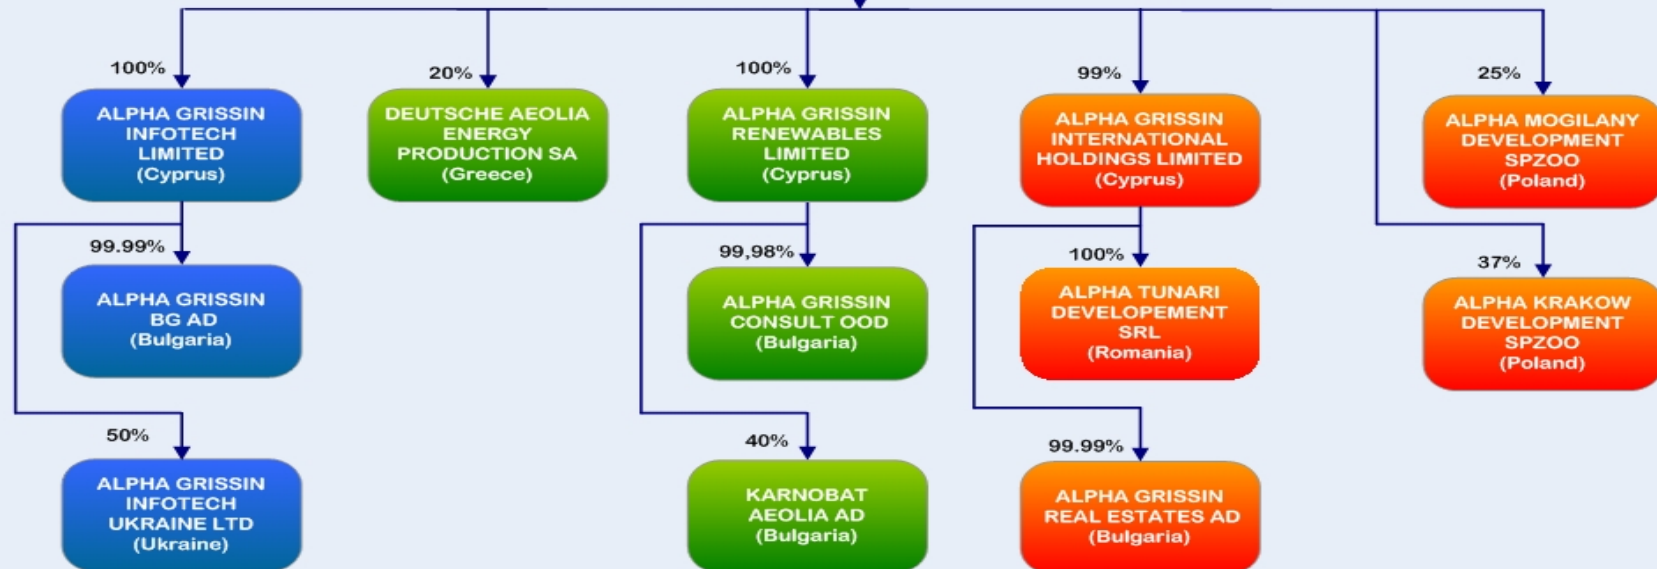 100%
ALPHA GRISSIN
INFOTECH
LIMITED
(Cyprus)
20%
DEUTSCHE AEOLIA
ENERGY
PRODUCTION SA
(Greece)
100%
ALPHA GRISSIN
RENEWABLES
LIMITED
(Cyprus)
99%
ALPHA GRISSIN
INTERNATIONAL
HOLDINGS LIMITED
(Cyprus)
25%
ALPHA MOGILANY
DEVELOPMENT
SPZOO
(Poland)
99.99%
ALPHA GRISSIN
BG AD
(Bulgaria)
99,98%
ALPHA GRISSIN
CONSULT OOD
(Bulgaria)
100%
ALPHA TUNARI
DEVELOPEMENT
SRL
(Romania)
37%
ALPHA KRAKOW
DEVELOPMENT
SPZOO
(Poland)
50%
ALPHA GRISSIN
INFOTECH
UKRAINE LTD
(Ukraine)
40%
KARNOBAT
AEOLIA AD
(Bulgaria)
99.99%
ALPHA GRISSIN
REAL ESTATES AD
(Bulgaria)